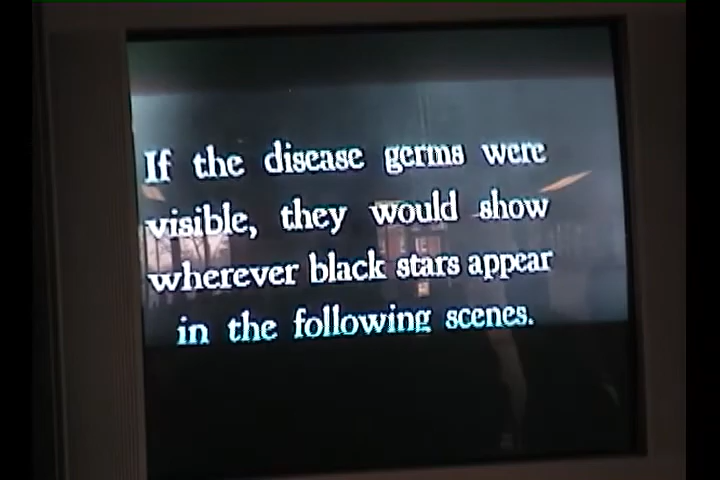 If the disease germs were
visible, they would show
wherever black stars appear
in the following scenes.